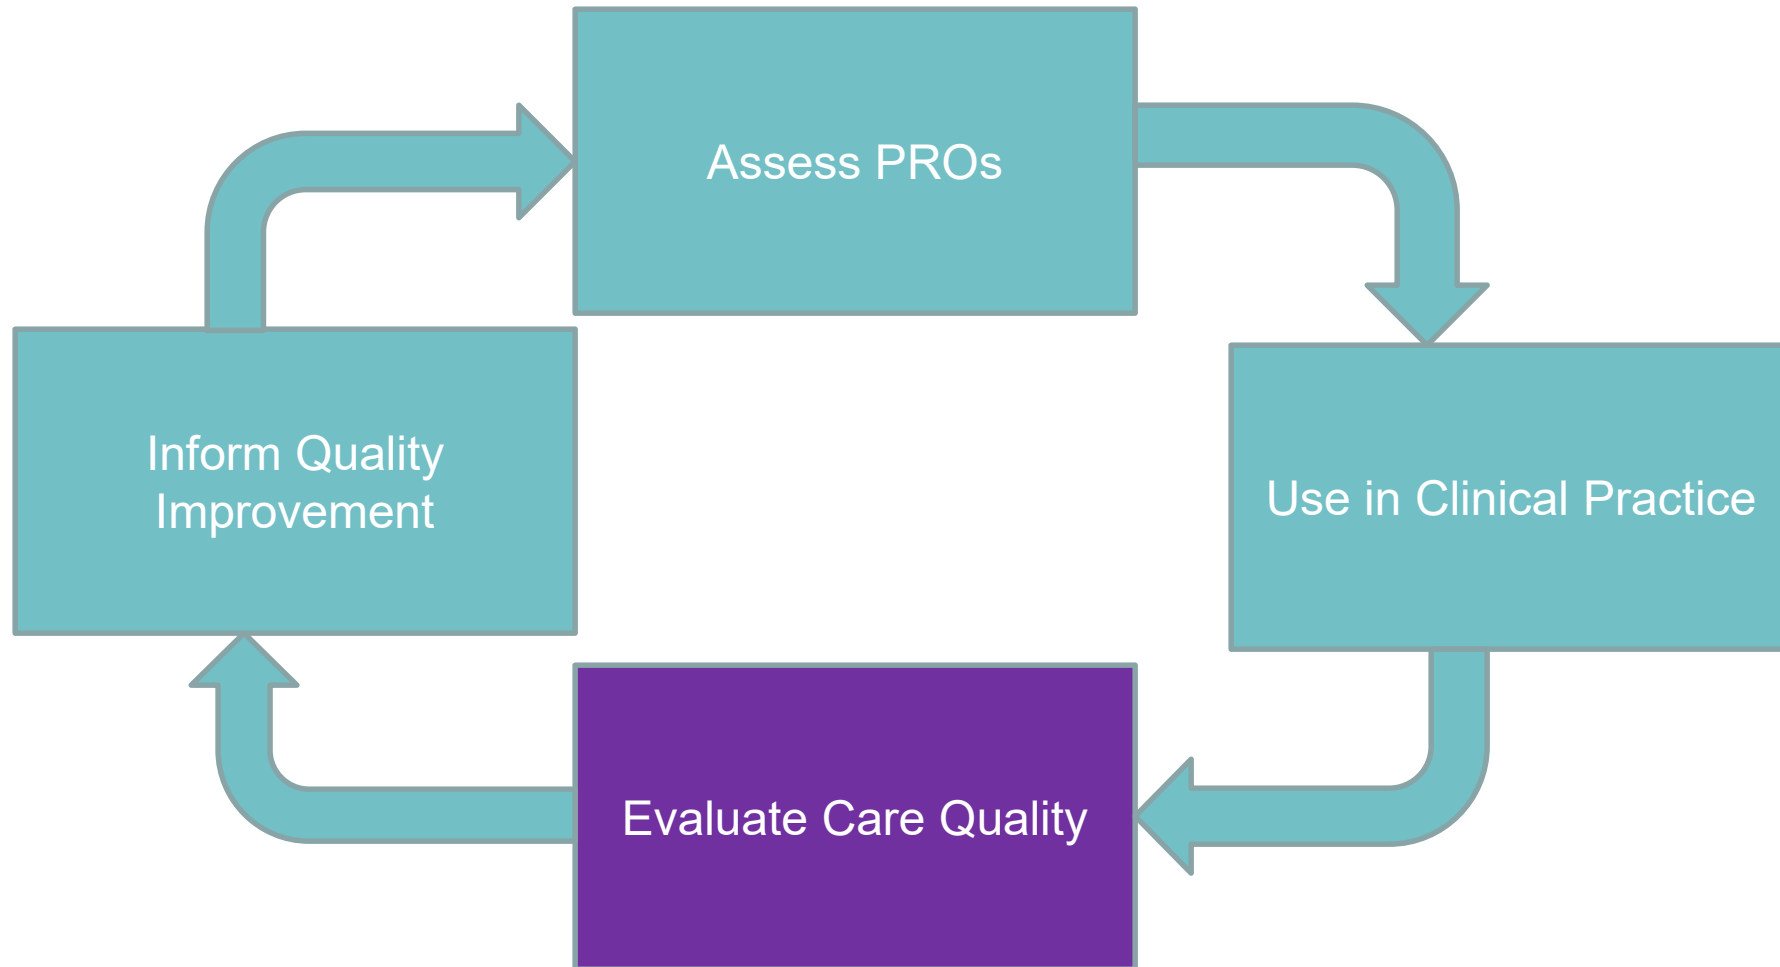 Assess PROs
Use in Clinical Practice
Evaluate Care Quality
Inform Quality
Improvement